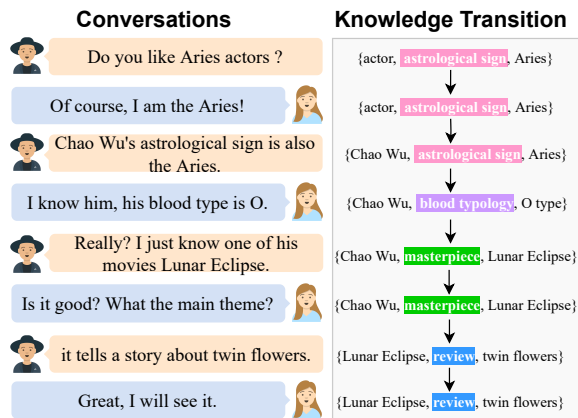 Conversations
Knowledge Transition
Do you like Aries actors ?
{actor, astrological sign, Aries}
Of course, I am the Aries!
{actor, astrological sign, Aries}
Chao Wu's astrological sign is also
the Aries.
{Chao Wu, astrological sign, Aries}
I know him, his blood type is O.
{Chao Wu, blood typology, O type}
Really? I just know one of his
movies Lunar Eclipse.
{Chao Wu, masterpiece, Lunar Eclipse}
Is it good? What the main theme?
{Chao Wu, masterpiece, Lunar Eclipse}
it tells a story about twin flowers.
{Lunar Eclipse, review, twin flowers}
Great, I will see it.
{Lunar Eclipse, review, twin flowers}